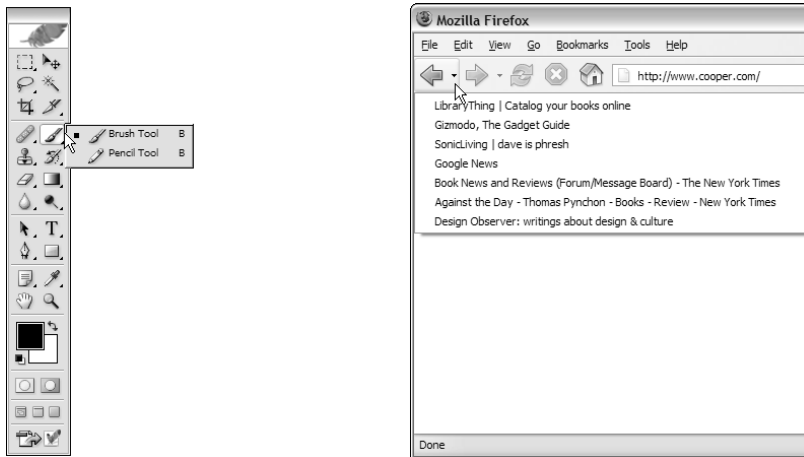 Brush Tool B
Pencil Tool B
T
Mozilla Firefox
File Edit View Go Bookmarks Tools Help
http://www.cooper.com/
LibraryThing | Catalog your books online
Gizmodo, The Gadget Guide
SonicLiving | dave is phresh
Google News
Book News and Reviews (Forum/Message Board) - The New York Times
Against the Day - Thomas Pynchon - Books - Review - New York Times
Design Observer: writings about design & culture
Done